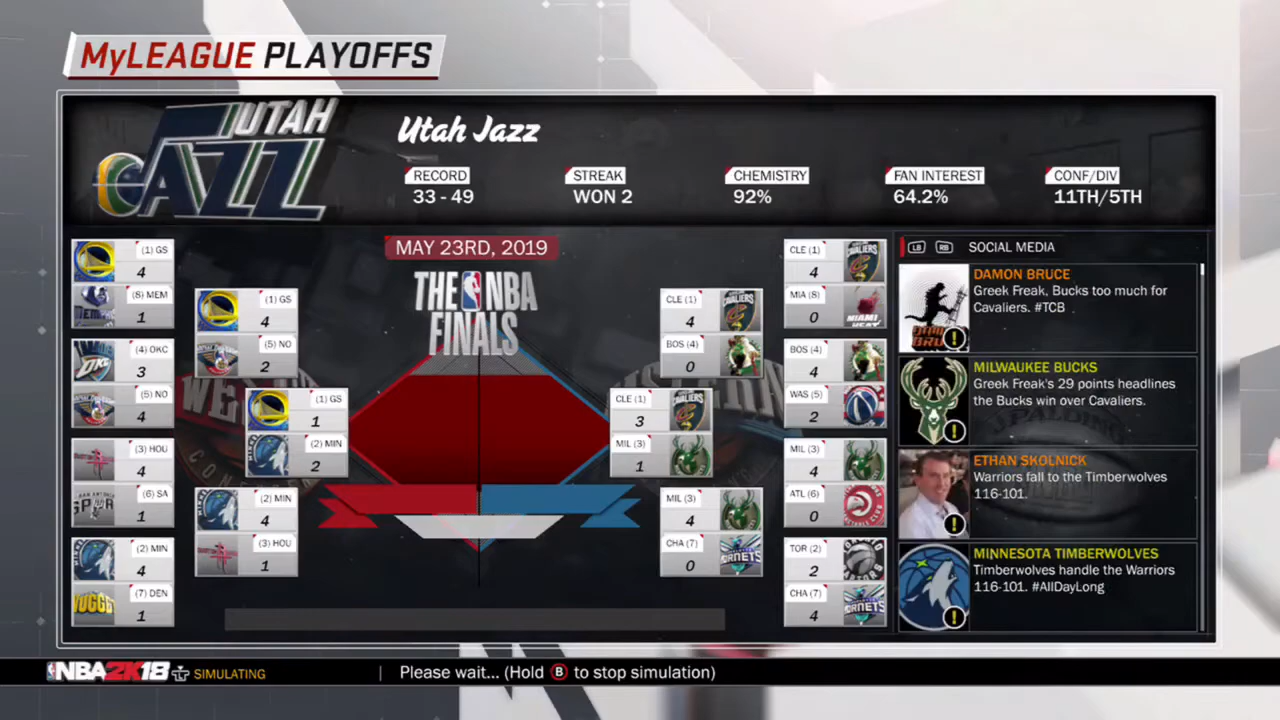 MyLEAGUE PLAYOFFS
UTAH
JAZZ
Utah Jazz
RECORD
33 - 49
STREAK
WON 2
CHEMISTRY
92%
FAN INTEREST
64.2%
CONF/DIV
11TH/5TH
MAY 23RD, 2019
THE NBA
FINALS
(1) GS
4
(8) MEM
1
(4) OKC
3
(5) NO
4
(3) HOU
4
(6) SA
1
(2) MIN
4
(7) DEN
1
(1) GS
4
(5) NO
2
(2) MIN
4
(3) HOU
1
(1) GS
1
(2) MIN
2
CLE (1)
3
MIL (3)
1
CLE (1)
4
BOS (4)
0
MIL (3)
4
CHA (7)
0
CLE (1)
4
MIA (8)
0
BOS (4)
4
WAS (5)
2
MIL (3)
4
ATL (6)
0
TOR (2)
2
CHA (7)
4
LB RB SOCIAL MEDIA
DAMON BRUCE
Greek Freak, Bucks too much for
Cavaliers. #TCB
MILWAUKEE BUCKS
Greek Freak's 29 points headlines
the Bucks win over Cavaliers.
ETHAN SKOLNICK
Warriors fall to the Timberwolves
116-101.
MINNESOTA TIMBERWOLVES
Timberwolves handle the Warriors
116-101. #AllDayLong
SPALDING
NBA 2K18 SIMULATING
Please wait... (Hold B to stop simulation)